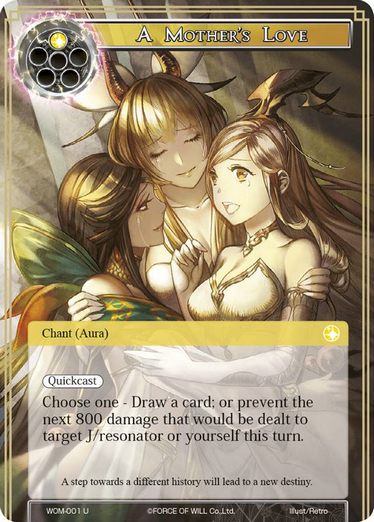 A Mother's Love
Chant (Aura)
Quickcast
Choose one - Draw a card; or prevent the
next 800 damage that would be dealt to
target J/resonator or yourself this turn.
A step towards a different history will lead to a new destiny.
WOM-001 U
©FORCE OF WILL Co.,Ltd.
Illust/Retro